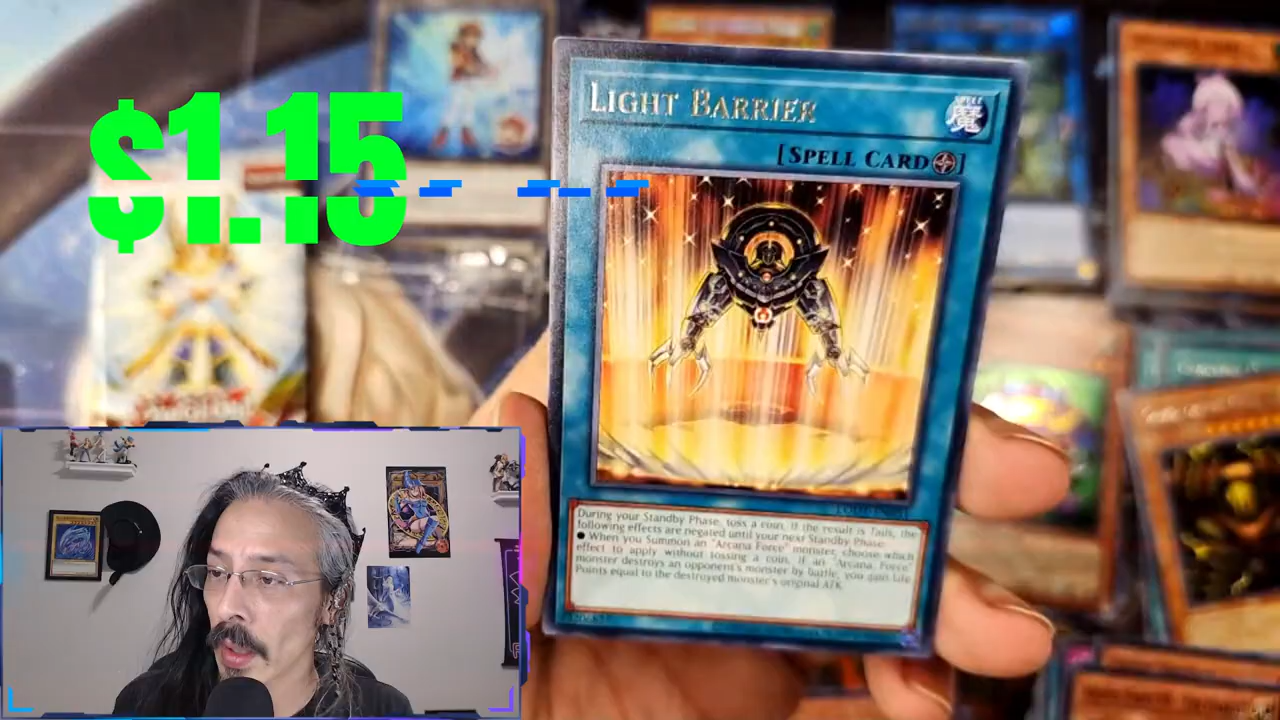 $1.15
LIGHT BARRIER
SPELL
魔
[SPELL CARD]
During your Standby Phase, toss a coin. If the result is Tails, the
following effects are negated until your next Standby Phase.
● When you Summon an "Arcana Force" monster, choose which
effect to apply without tossing a coin. If an "Arcana Force"
monster destroys an opponent's monster by battle, you gain Life
Points equal to the destroyed monster's original ATK.